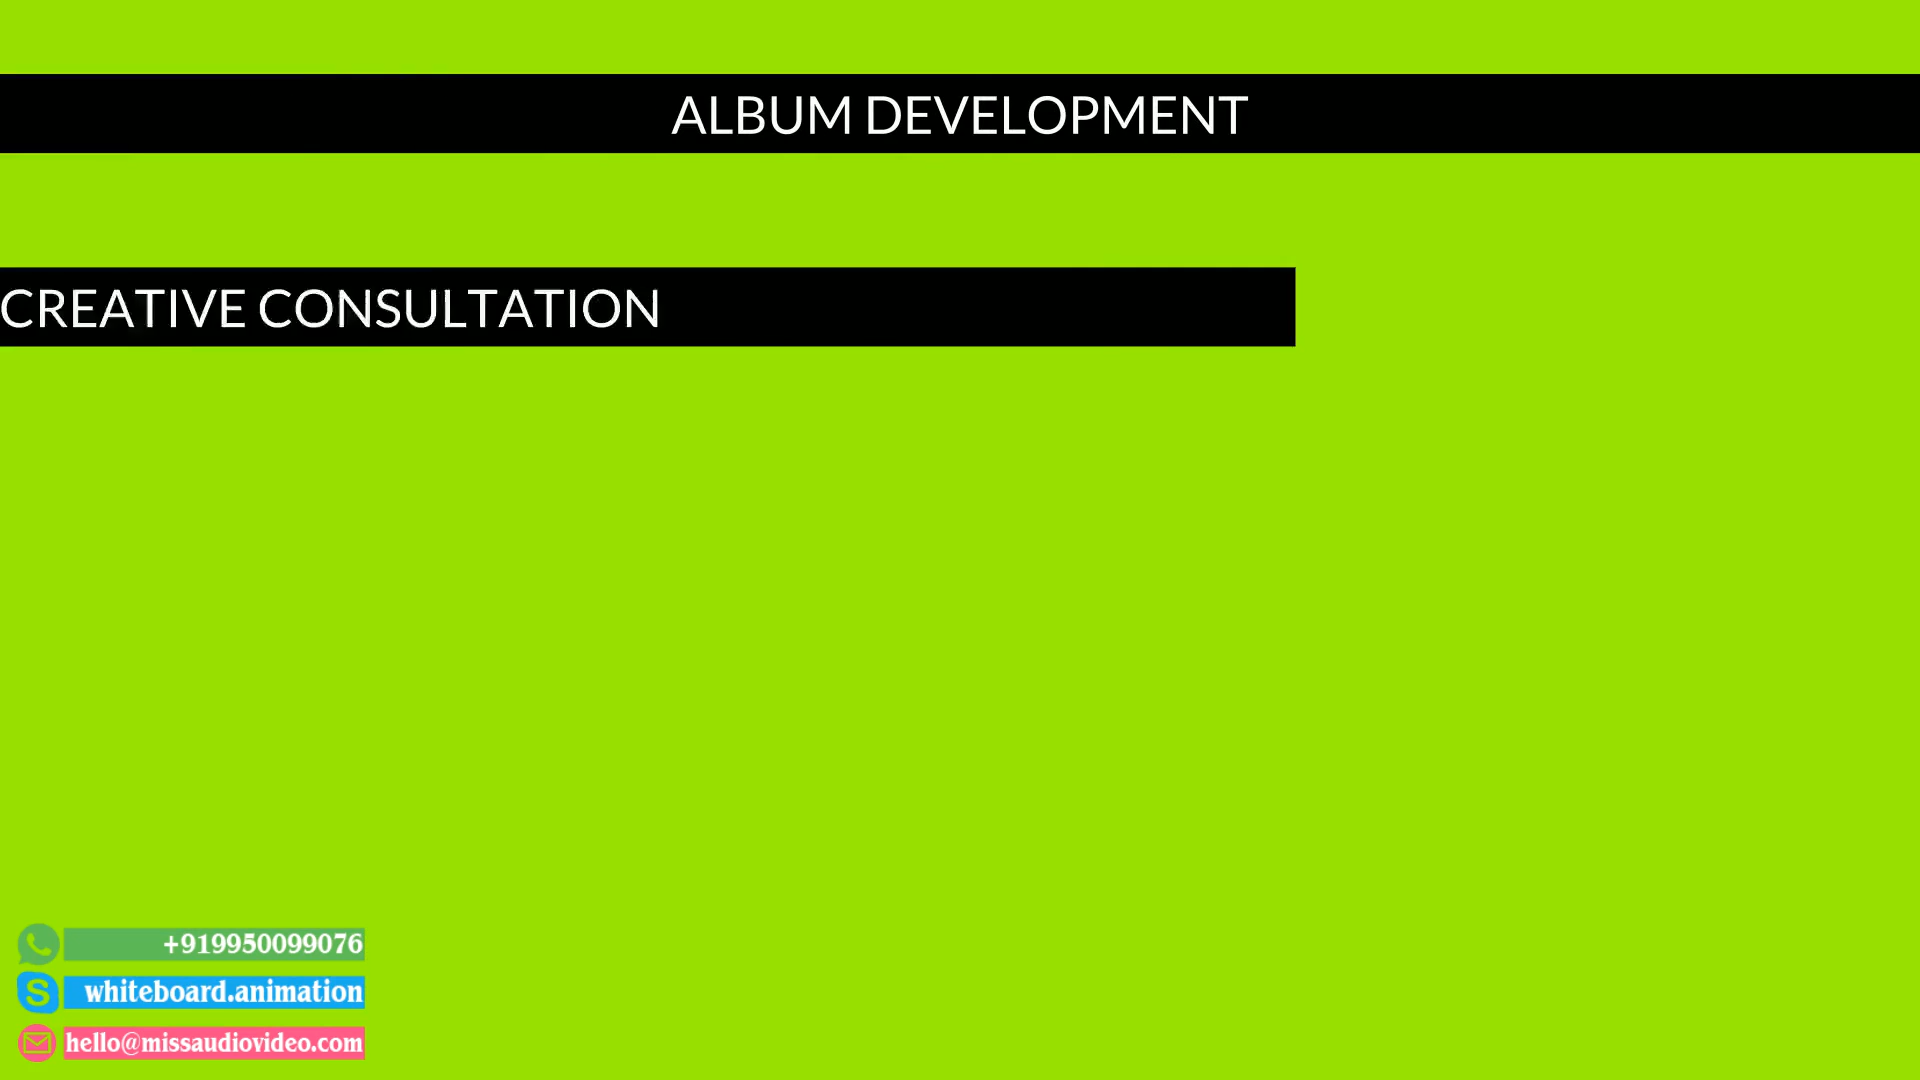 ALBUM DEVELOPMENT
CREATIVE CONSULTATION
+919950099076
whiteboard.animation
hello@missaudiovideo.com